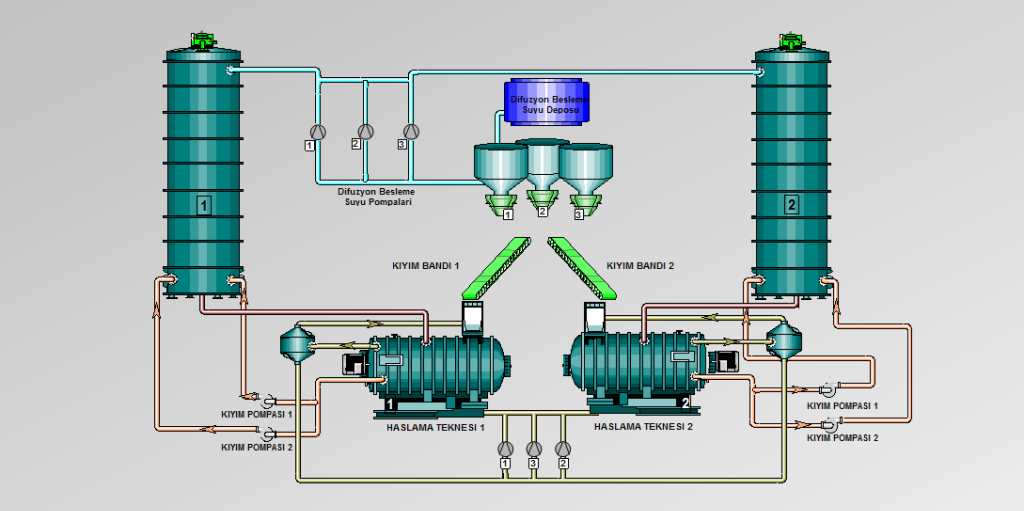 Difuzyon Besleme
Suyu Deposu
1
2
3
Difuzyon Besleme
Suyu Pompalari
1
2
1
2
3
KIYIM BANDI 1
KIYIM BANDI 2
KIYIM POMPASI 1
KIYIM POMPASI 2
1
HASLAMA TEKNESI 1
2
HASLAMA TEKNESI 2
KIYIM POMPASI 1
KIYIM POMPASI 2
1
3
2